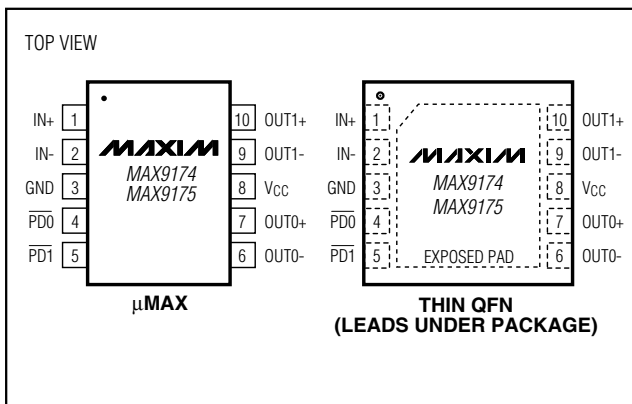 TOP VIEW
IN+ 1
IN- 2
GND 3
PD0 4
PD1 5
MAXIM
MAX9174
MAX9175
10 OUT1+
9 OUT1-
8 VCC
7 OUT0+
6 OUT0-
µMAX
IN+ 1
IN- 2
GND 3
PD0 4
PD1 5
MAXIM
MAX9174
MAX9175
EXPOSED PAD
10 OUT1+
9 OUT1-
8 VCC
7 OUT0+
6 OUT0-
THIN QFN
(LEADS UNDER PACKAGE)